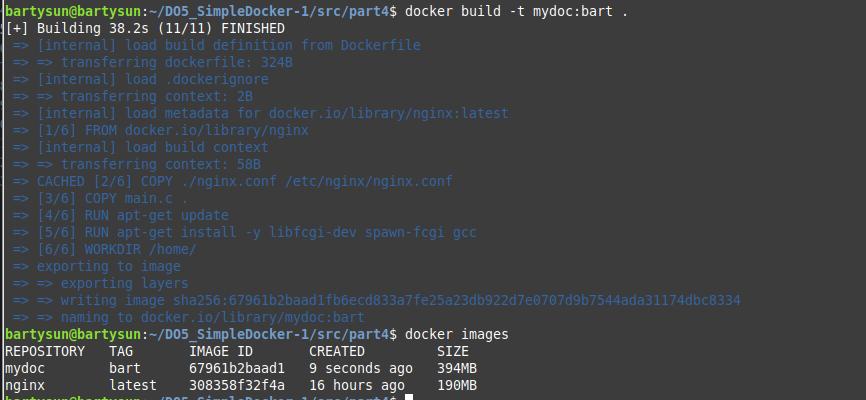 bartysun@bartysun:~/DO5_SimpleDocker-1/src/part4$ docker build -t mydoc:bart .
[+] Building 38.2s (11/11) FINISHED
=> [internal] load build definition from Dockerfile
=> => transferring dockerfile: 324B
=> [internal] load .dockerignore
=> => transferring context: 2B
=> [internal] load metadata for docker.io/library/nginx:latest
=> [1/6] FROM docker.io/library/nginx
=> [internal] load build context
=> => transferring context: 58B
=> CACHED [2/6] COPY ./nginx.conf /etc/nginx/nginx.conf
=> [3/6] COPY main.c .
=> [4/6] RUN apt-get update
=> [5/6] RUN apt-get install -y libfcgi-dev spawn-fcgi gcc
=> [6/6] WORKDIR /home/
=> exporting to image
=> => exporting layers
=> => writing image sha256:67961b2baad1fb6ecd833a7fe25a23db922d7e0707d9b7544ada31174dbc8334
=> => naming to docker.io/library/mydoc:bart
bartysun@bartysun:~/DO5_SimpleDocker-1/src/part4$ docker images
REPOSITORY TAG IMAGE ID CREATED SIZE
mydoc bart 67961b2baad1 9 seconds ago 394MB
nginx latest 308358f32f4a 16 hours ago 190MB
bartysun@bartysun:~/DO5_SimpleDocker-1/src/part4$